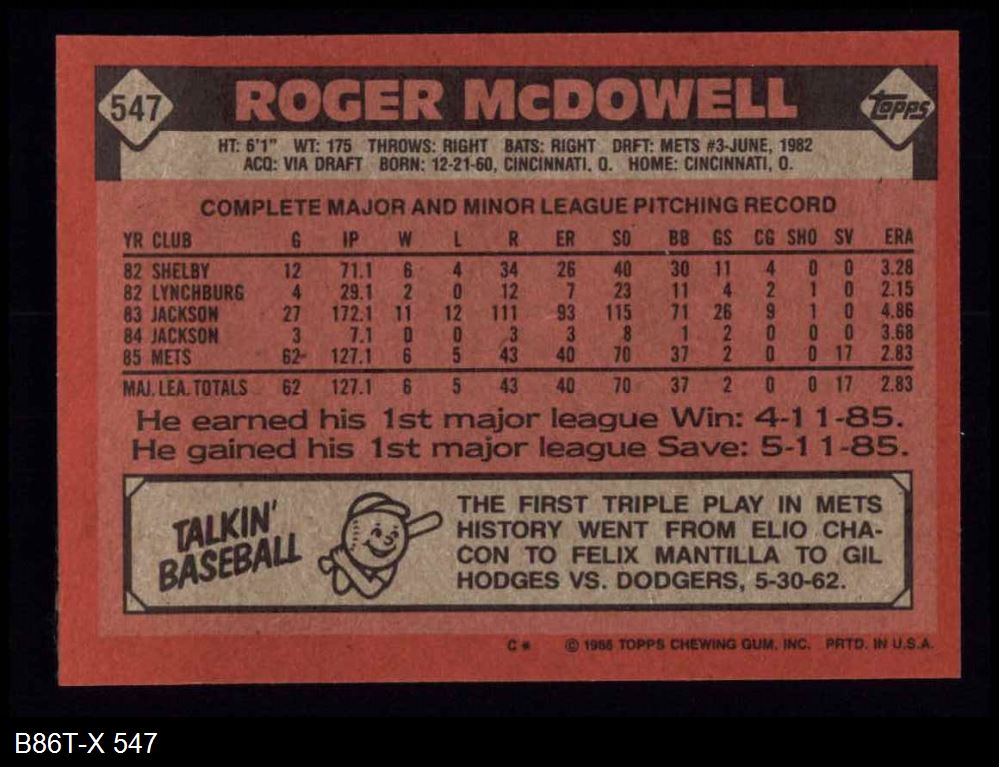 547
ROGER McDOWELL
Topps
HT: 6'1" WT: 175 THROWS: RIGHT BATS: RIGHT DRFT: METS #3-JUNE, 1982
ACQ: VIA DRAFT BORN: 12-21-60, CINCINNATI, O. HOME: CINCINNATI, O.
COMPLETE MAJOR AND MINOR LEAGUE PITCHING RECORD
YR CLUB G IP W L R ER SO BB GS CG SHO SV ERA
82 SHELBY 12 71.1 6 4 34 26 40 30 11 4 0 0 3.28
82 LYNCHBURG 4 29.1 2 0 12 7 23 11 4 2 1 0 2.15
83 JACKSON 27 172.1 11 12 111 93 115 71 26 9 1 0 4.86
84 JACKSON 3 7.1 0 0 3 3 8 1 2 0 0 0 3.68
85 METS 62 127.1 6 5 43 40 70 37 2 0 0 17 2.83
MAJ. LEA. TOTALS 62 127.1 6 5 43 40 70 37 2 0 0 17 2.83
He earned his 1st major league Win: 4-11-85.
He gained his 1st major league Save: 5-11-85.
TALKIN'
BASEBALL
THE FIRST TRIPLE PLAY IN METS
HISTORY WENT FROM ELIO CHA-
CON TO FELIX MANTILLA TO GIL
HODGES VS. DODGERS, 5-30-62.
C* © 1986 TOPPS CHEWING GUM, INC. PRTD. IN U.S.A.
B86T-X 547